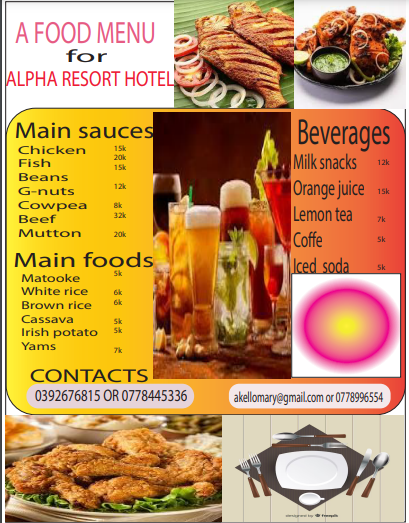 A FOOD MENU
for
ALPHA RESORT HOTEL
Main sauces
Chicken 15k
Fish 20k
Beans 15k
G-nuts 12k
Cowpea 8k
Beef 32k
Mutton 20k
Main foods
Matooke 5k
White rice 6k
Brown rice 6k
Cassava 5k
Irish potato 5k
Yams 7k
CONTACTS
0392676815 OR 0778445336
Beverages
Milk snacks 12k
Orange juice 15k
Lemon tea 7k
Coffe 5k
Iced soda 5k
akellomary@gmail.com or 0778996554
designed by freepik